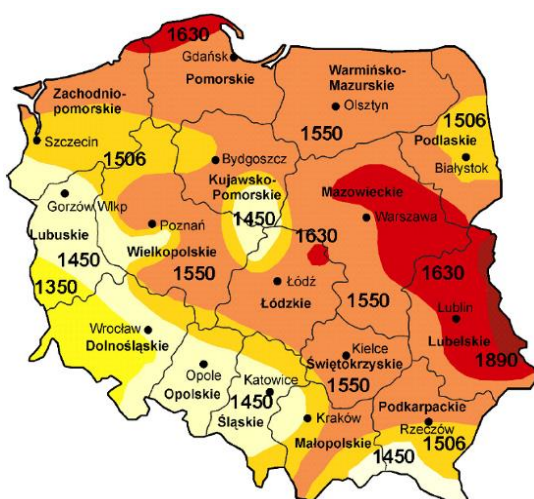 1630
Gdańsk
Pomorskie
Warmińsko-
Mazurskie
Olsztyn
1550
Zachodnio-
pomorskie
Szczecin
1506
Bydgoszcz
Kujawsko-
Pomorskie
1450
1506
Podlaskie
Białystok
Mazowieckie
Warszawa
Gorzów Wlkp
Lubuskie
1450
1350
Poznań
Wielkopolskie
1550
1630
Łódź
Łódzkie
1550
1630
Lublin
Lubelskie
1890
Wrocław
Dolnośląskie
Opole
Opolskie
Katowice
1450
Śląskie
Kielce
Świętokrzyskie
1550
Kraków
Małopolskie
Podkarpackie
Rzeszów
1506
1450